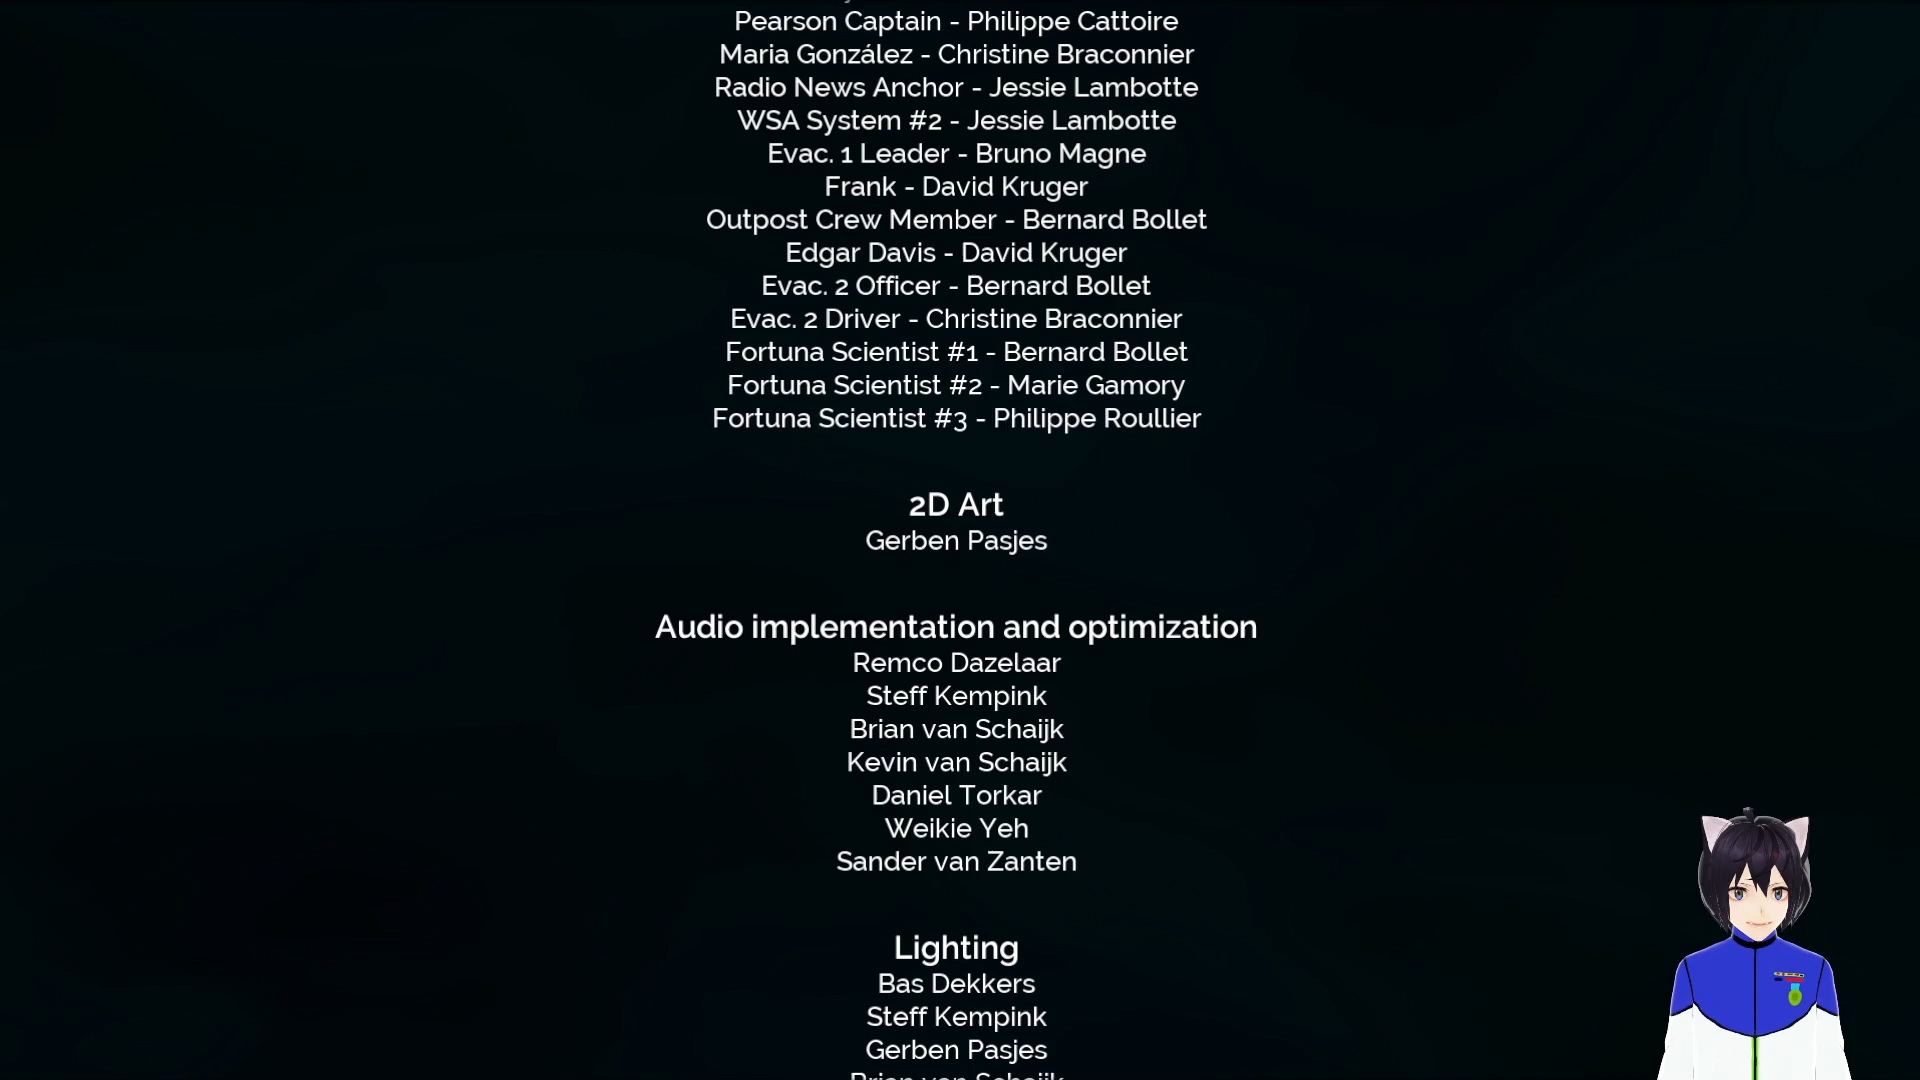 Pearson Captain - Philippe Cattoire
Maria González - Christine Braconnier
Radio News Anchor - Jessie Lambotte
WSA System #2 - Jessie Lambotte
Evac. 1 Leader - Bruno Magne
Frank - David Kruger
Outpost Crew Member - Bernard Bollet
Edgar Davis - David Kruger
Evac. 2 Officer - Bernard Bollet
Evac. 2 Driver - Christine Braconnier
Fortuna Scientist #1 - Bernard Bollet
Fortuna Scientist #2 - Marie Gamory
Fortuna Scientist #3 - Philippe Roullier
2D Art
Gerben Pasjes
Audio implementation and optimization
Remco Dazelaar
Steff Kempink
Brian van Schaijk
Kevin van Schaijk
Daniel Torkar
Weikie Yeh
Sander van Zanten
Lighting
Bas Dekkers
Steff Kempink
Gerben Pasjes
Brian van Schaijk